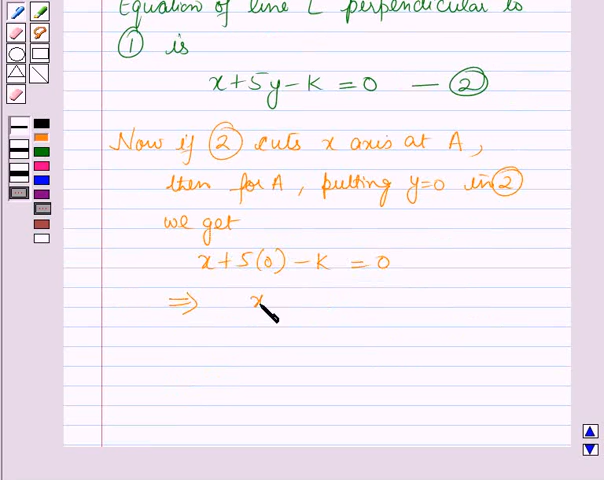 Equation of line L perpendicular to
① is
x+5y-K = 0 — ②
Now if ② cuts x axis at A,
then for A, putting y=0 in ②
we get
x+5(0)-K = 0
⇒ x